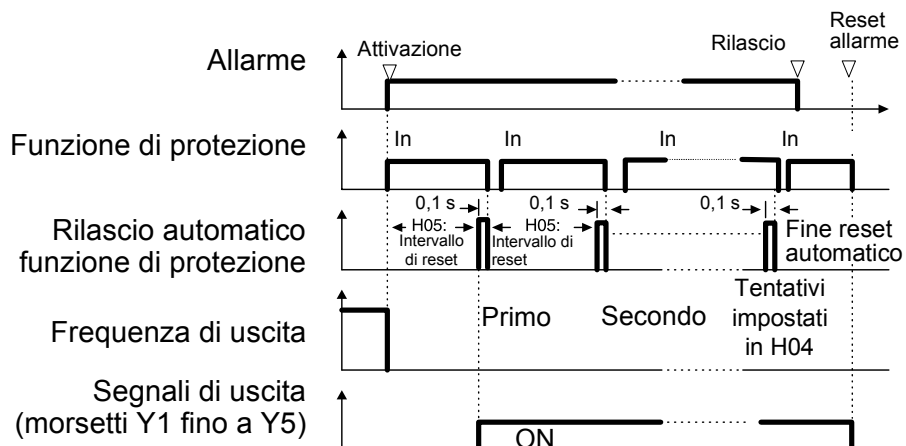 Reset
allarme
Attivazione
Rilascio
Allarme
In
In
In
In
Funzione di protezione
0,1 s
0,1 s
0,1 s
H05:
Intervallo
di reset
H05:
Intervallo di
reset
Fine reset
automatico
Rilascio automatico
funzione di protezione
Primo
Secondo
Tentativi
impostati
in H04
Frequenza di uscita
Segnali di uscita
(morsetti Y1 fino a Y5)
ON